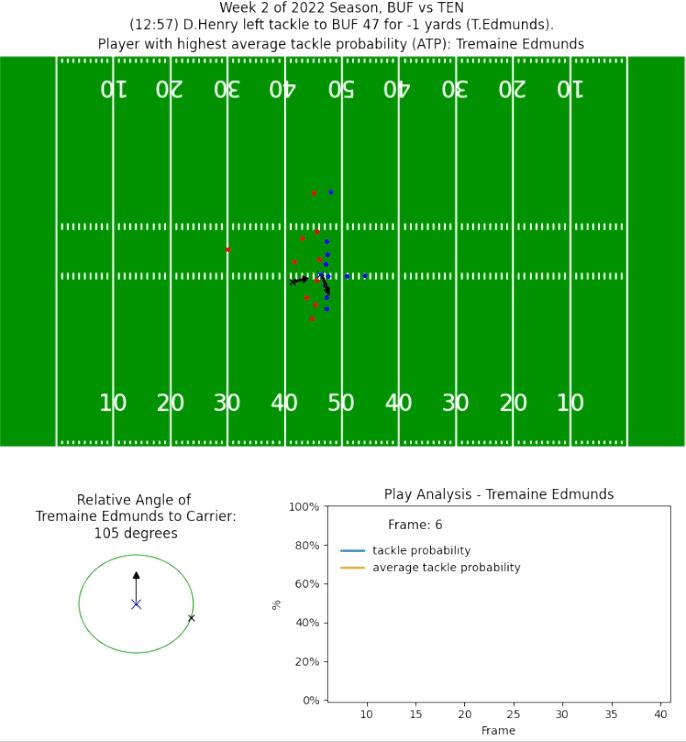 Week 2 of 2022 Season, BUF vs TEN
(12:57) D.Henry left tackle to BUF 47 for -1 yards (T.Edmunds).
Player with highest average tackle probability (ATP): Tremaine Edmunds
10 20 30 40 50 40 30 20 10
10 20 30 40 50 40 30 20 10
Relative Angle of
Tremaine Edmunds to Carrier:
105 degrees
Play Analysis - Tremaine Edmunds
Frame: 6
tackle probability
average tackle probability
100%
80%
60%
40%
20%
0%
%
10 15 20 25 30 35 40
Frame